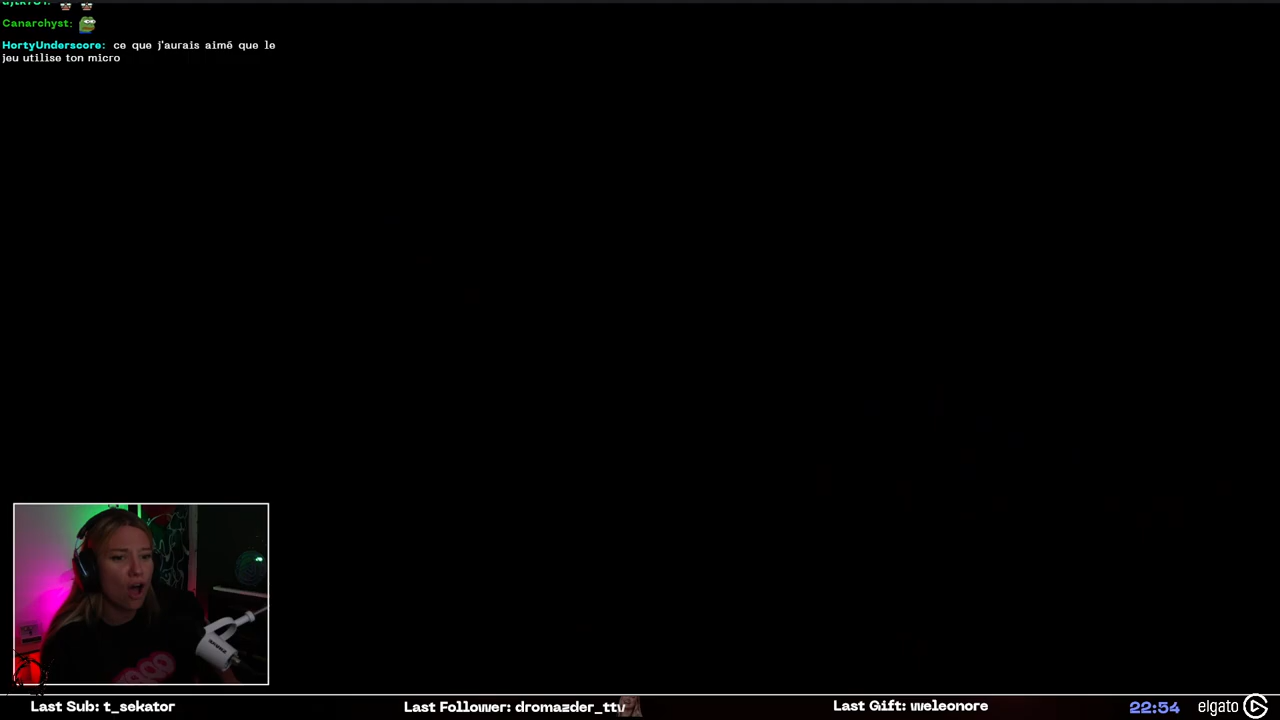 Canarchyst:
HortyUnderscore: ce que j'aurais aimé que le
jeu utilise ton micro
Last Sub: t_sekator
Last Follower: dromazder_ttv
Last Gift: weleonore
22:54
elgato